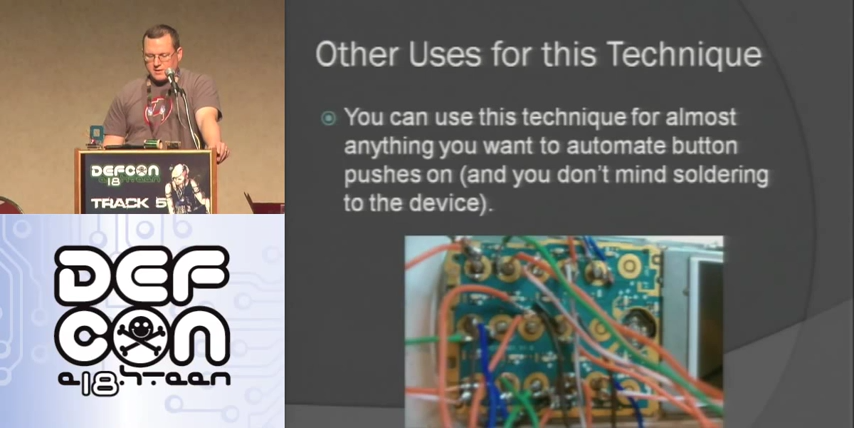 Other Uses for this Technique
You can use this technique for almost
anything you want to automate button
pushes on (and you don't mind soldering
to the device).
DEFCON
18
TRACK 5
DEF
CON
e18hteen